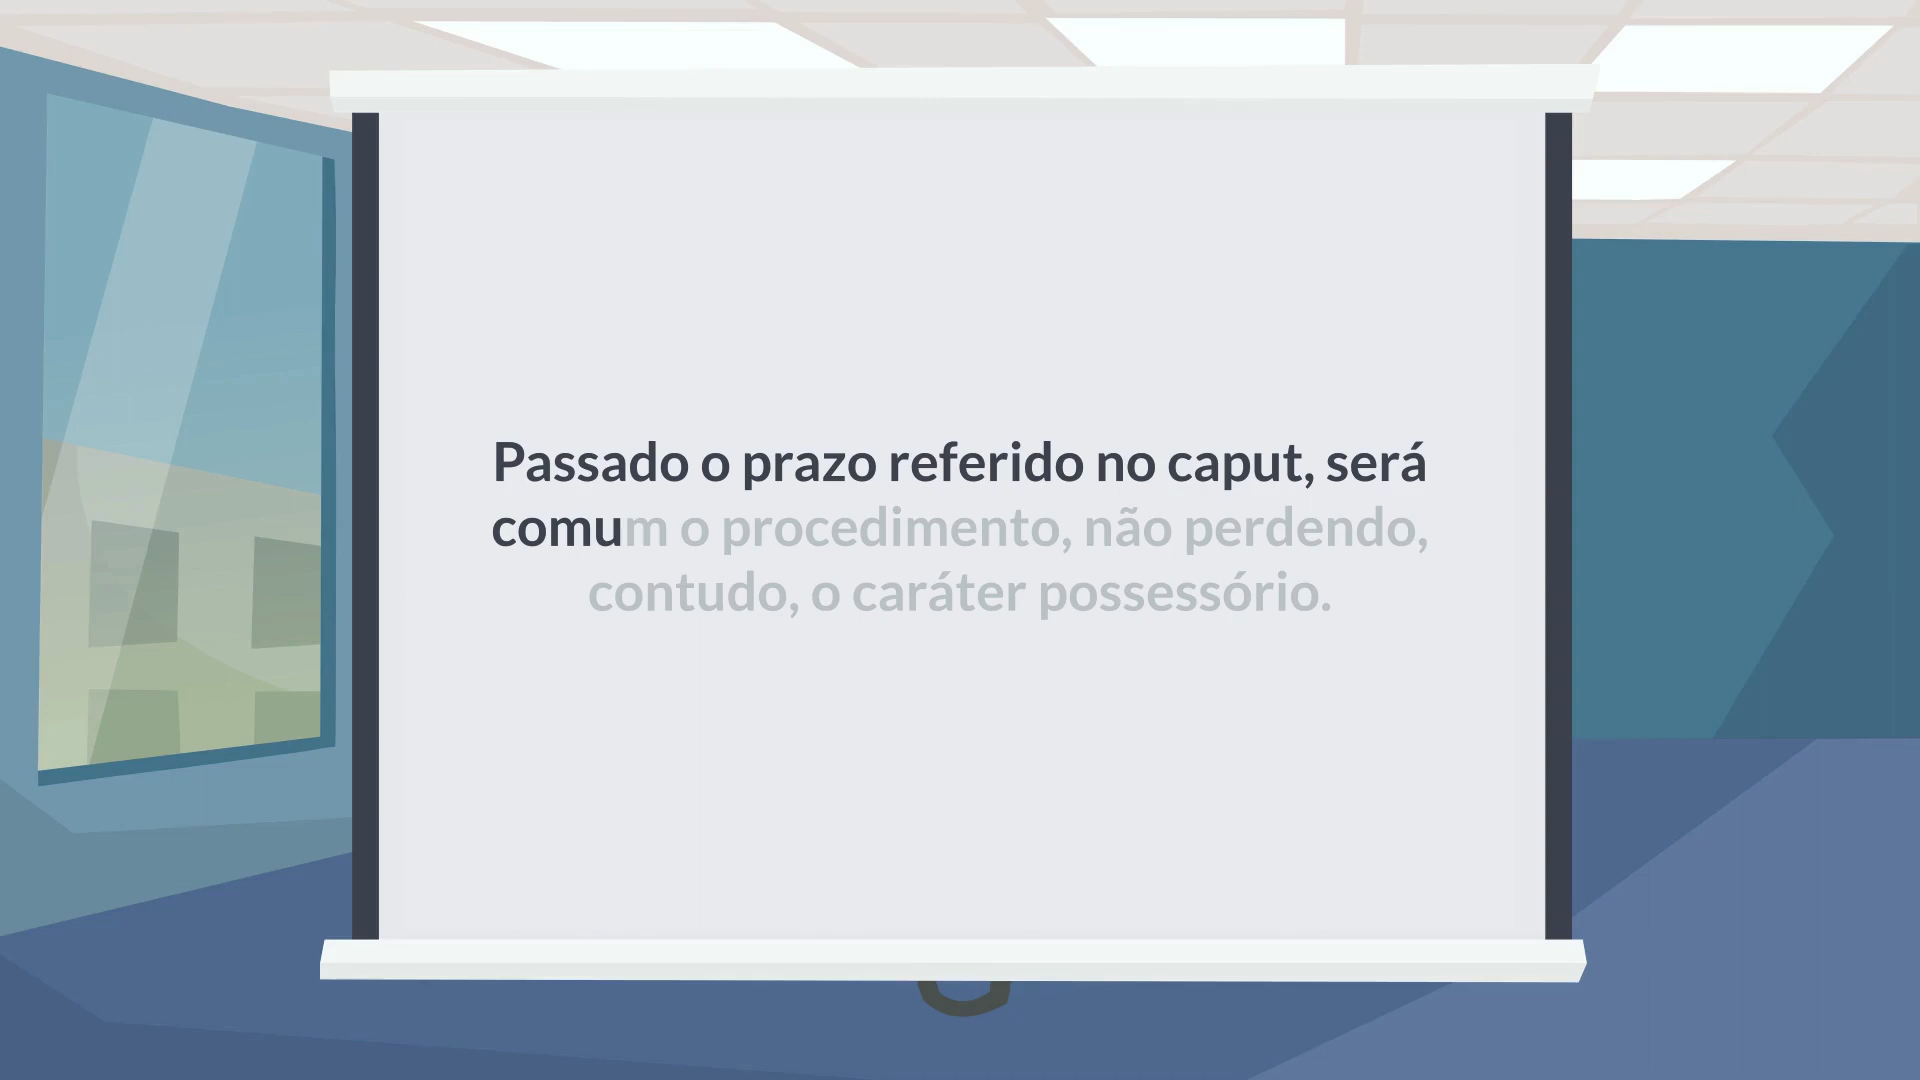 Passado o prazo referido no caput, será
comum o procedimento, não perdendo,
contudo, o caráter possessório.